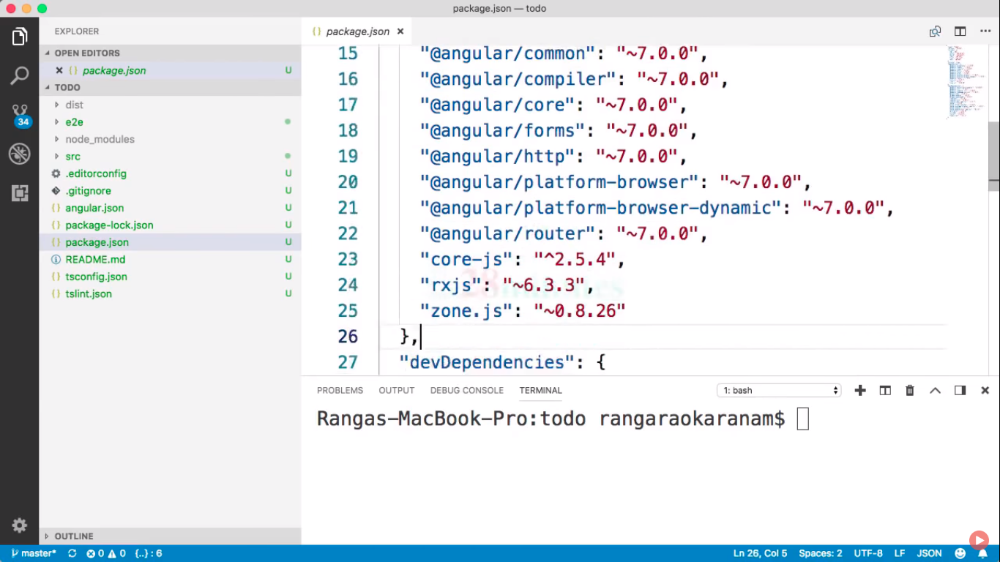 package.json — todo
EXPLORER
OPEN EDITORS
{} package.json U
TODO
dist
e2e
node_modules
src
.editorconfig U
.gitignore U
{} angular.json U
{} package-lock.json U
{} package.json U
README.md U
{} tsconfig.json U
{} tslint.json U
OUTLINE
34
{} package.json
15 "@angular/common": "~7.0.0",
16 "@angular/compiler": "~7.0.0",
17 "@angular/core": "~7.0.0",
18 "@angular/forms": "~7.0.0",
19 "@angular/http": "~7.0.0",
20 "@angular/platform-browser": "~7.0.0",
21 "@angular/platform-browser-dynamic": "~7.0.0",
22 "@angular/router": "~7.0.0",
23 "core-js": "^2.5.4",
24 "rxjs": "~6.3.3",
25 "zone.js": "~0.8.26"
26 },
27 "devDependencies": {
28minutes
PROBLEMS OUTPUT DEBUG CONSOLE TERMINAL 1: bash
Rangas-MacBook-Pro:todo rangaraokaranam$
master* 0 0 {..} : 6 Ln 26, Col 5 Spaces: 2 UTF-8 LF JSON